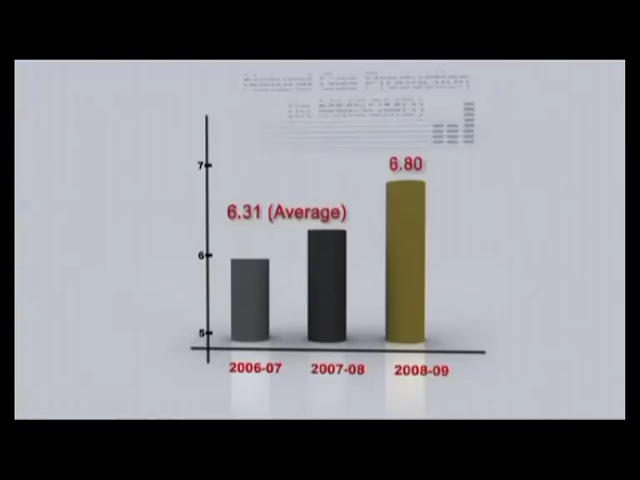 Natural Gas Production
(in MMSCMD)
7
6.80
6.31 (Average)
6
5
2006-07 2007-08 2008-09